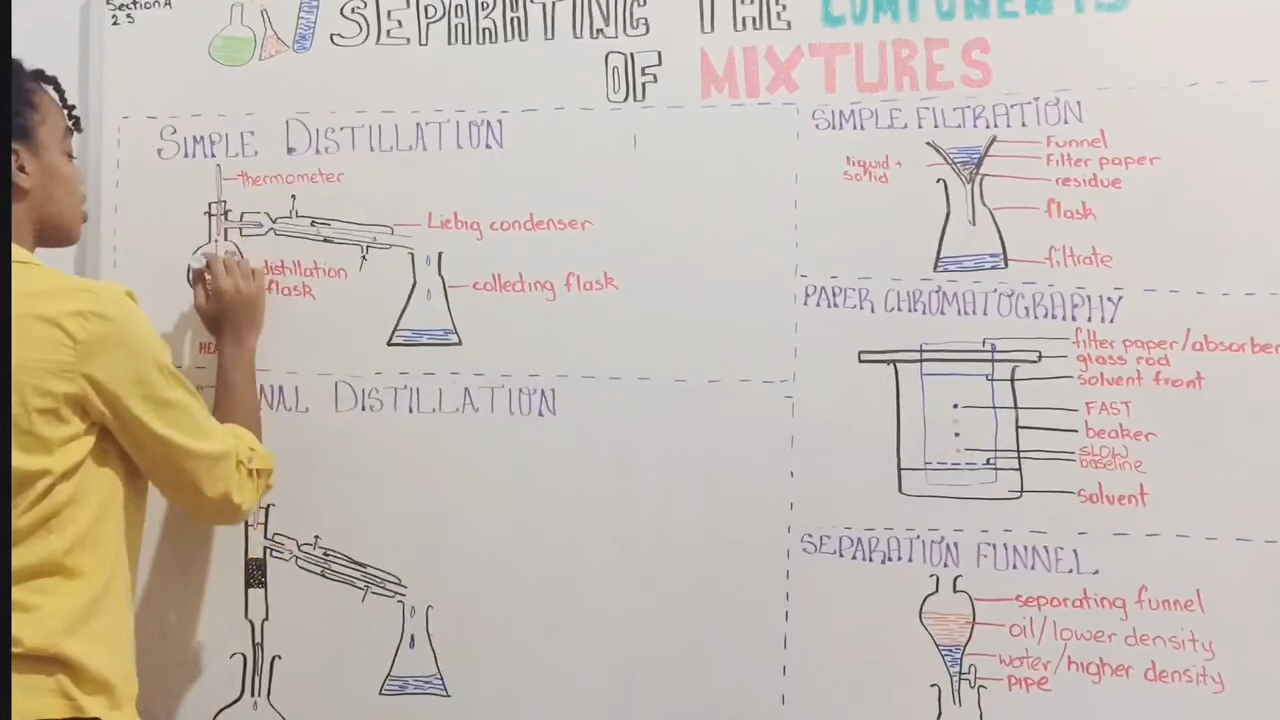 Section A
2.5
SEPARATING THE COMPONENTS
OF MIXTURES
SIMPLE DISTILLATION
thermometer
Liebig condenser
distillation
flask
collecting flask
NAL DISTILLATION
SIMPLE FILTRATION
liquid +
solid
Funnel
Filter paper
residue
flask
filtrate
PAPER CHROMATOGRAPHY
filter paper/absorber
glass rod
solvent front
FAST
beaker
SLOW
baseline
solvent
SEPARATION FUNNEL
separating funnel
oil/lower density
water/higher density
pipe